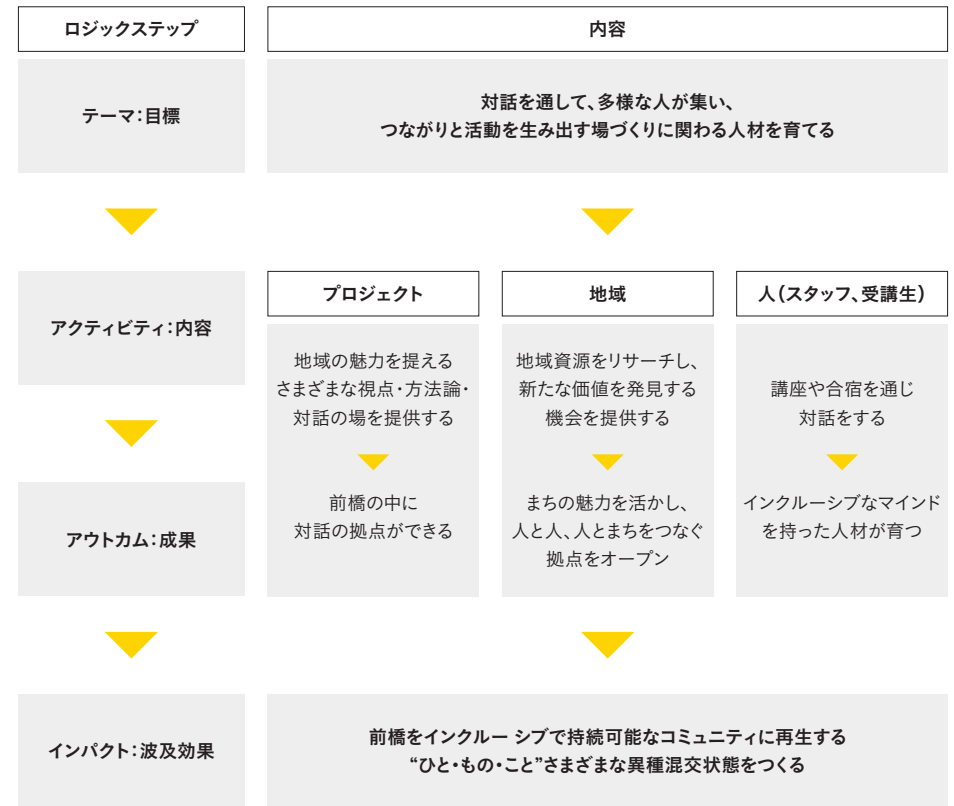 ロジックステップ
内容
テーマ：目標
対話を通して、多様な人が集い、
つながりと活動を生み出す場づくりに関わる人材を育てる
アクティビティ：内容
プロジェクト
地域の魅力を提える
さまざまな視点・方法論・
対話の場を提供する
前橋の中に
対話の拠点ができる
地域
地域資源をリサーチし、
新たな価値を発見する
機会を提供する
まちの魅力を活かし、
人と人、人とまちをつなぐ
拠点をオープン
人（スタッフ、受講生）
講座や合宿を通じ
対話をする
インクルーシブなマインド
を持った人材が育つ
アウトカム：成果
インパクト：波及効果
前橋をインクルー シブで持続可能なコミュニティに再生する
“ひと・もの・こと”さまざまな異種混交状態をつくる